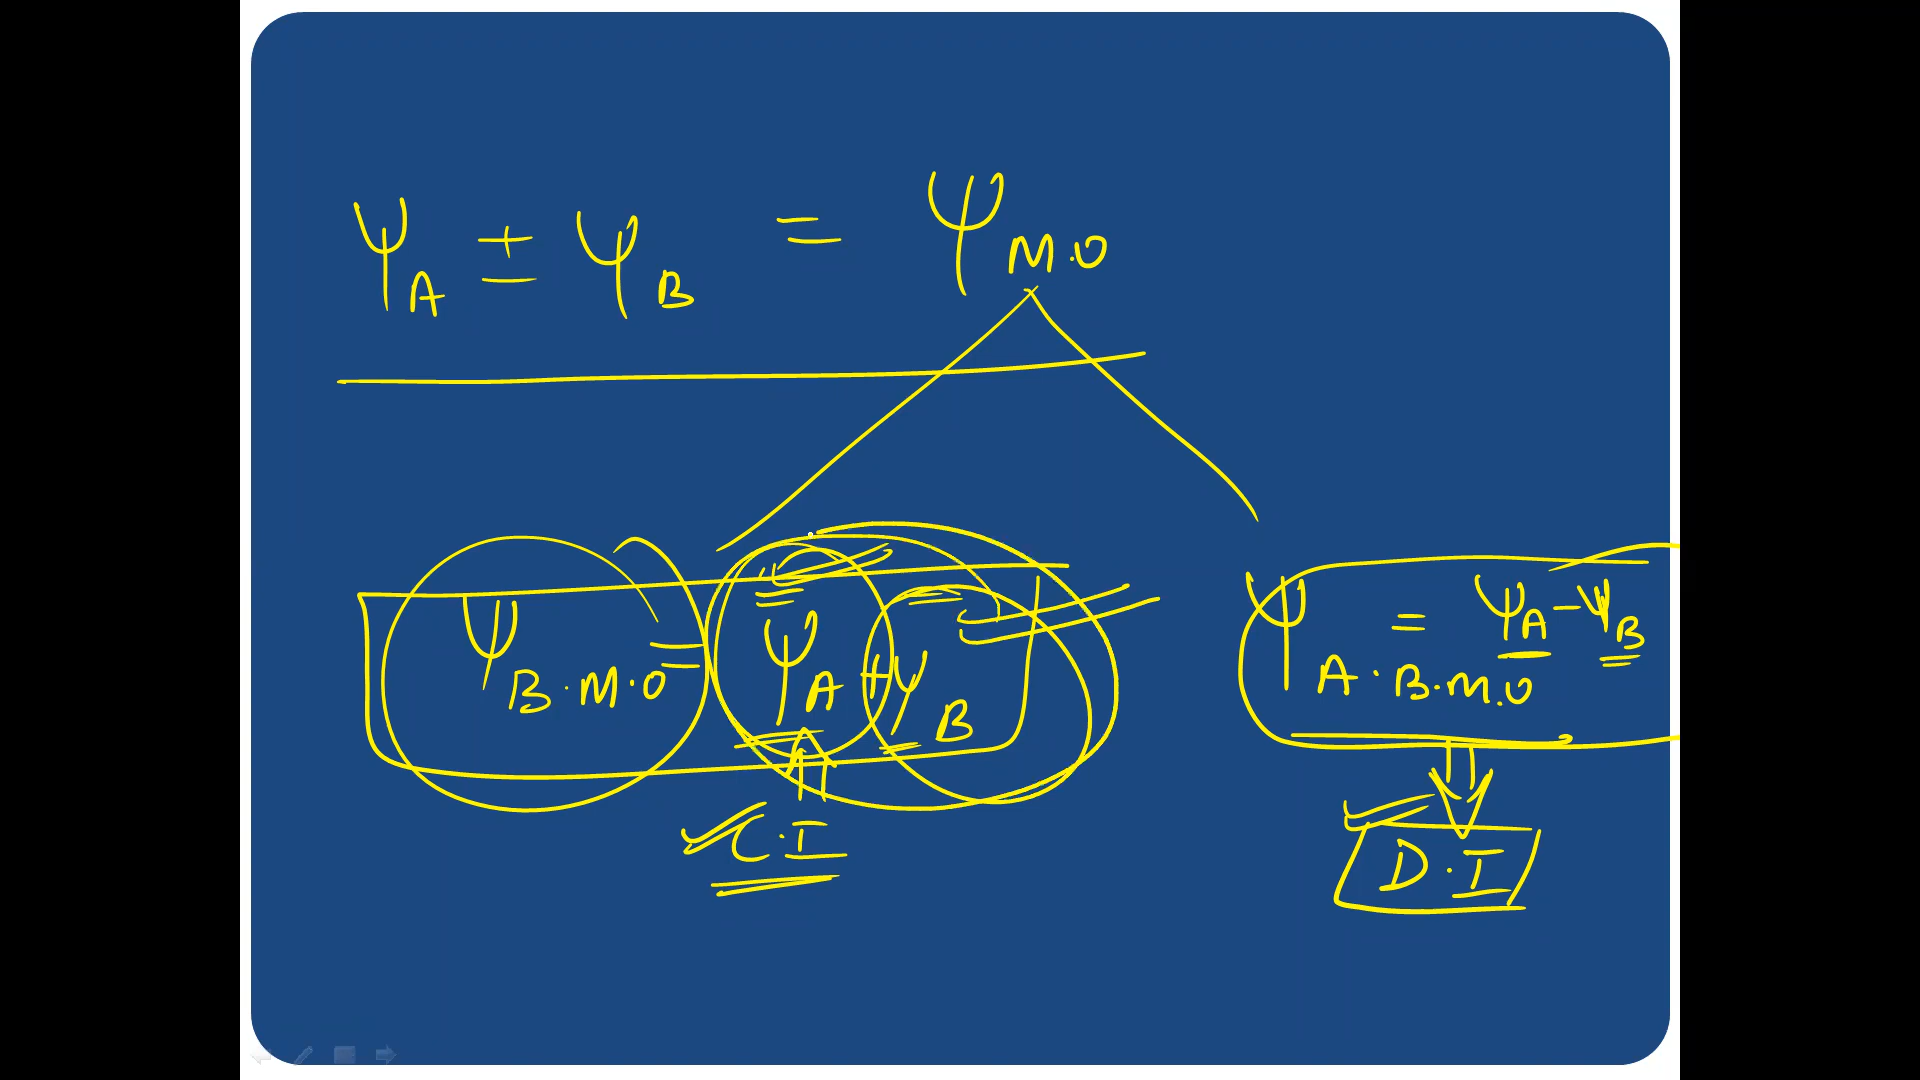 ψA ± ψB = ψM.O
ψB.M.O = ψA + ψB
ψA.B.M.O = ψA - ψB
C.I
D.I